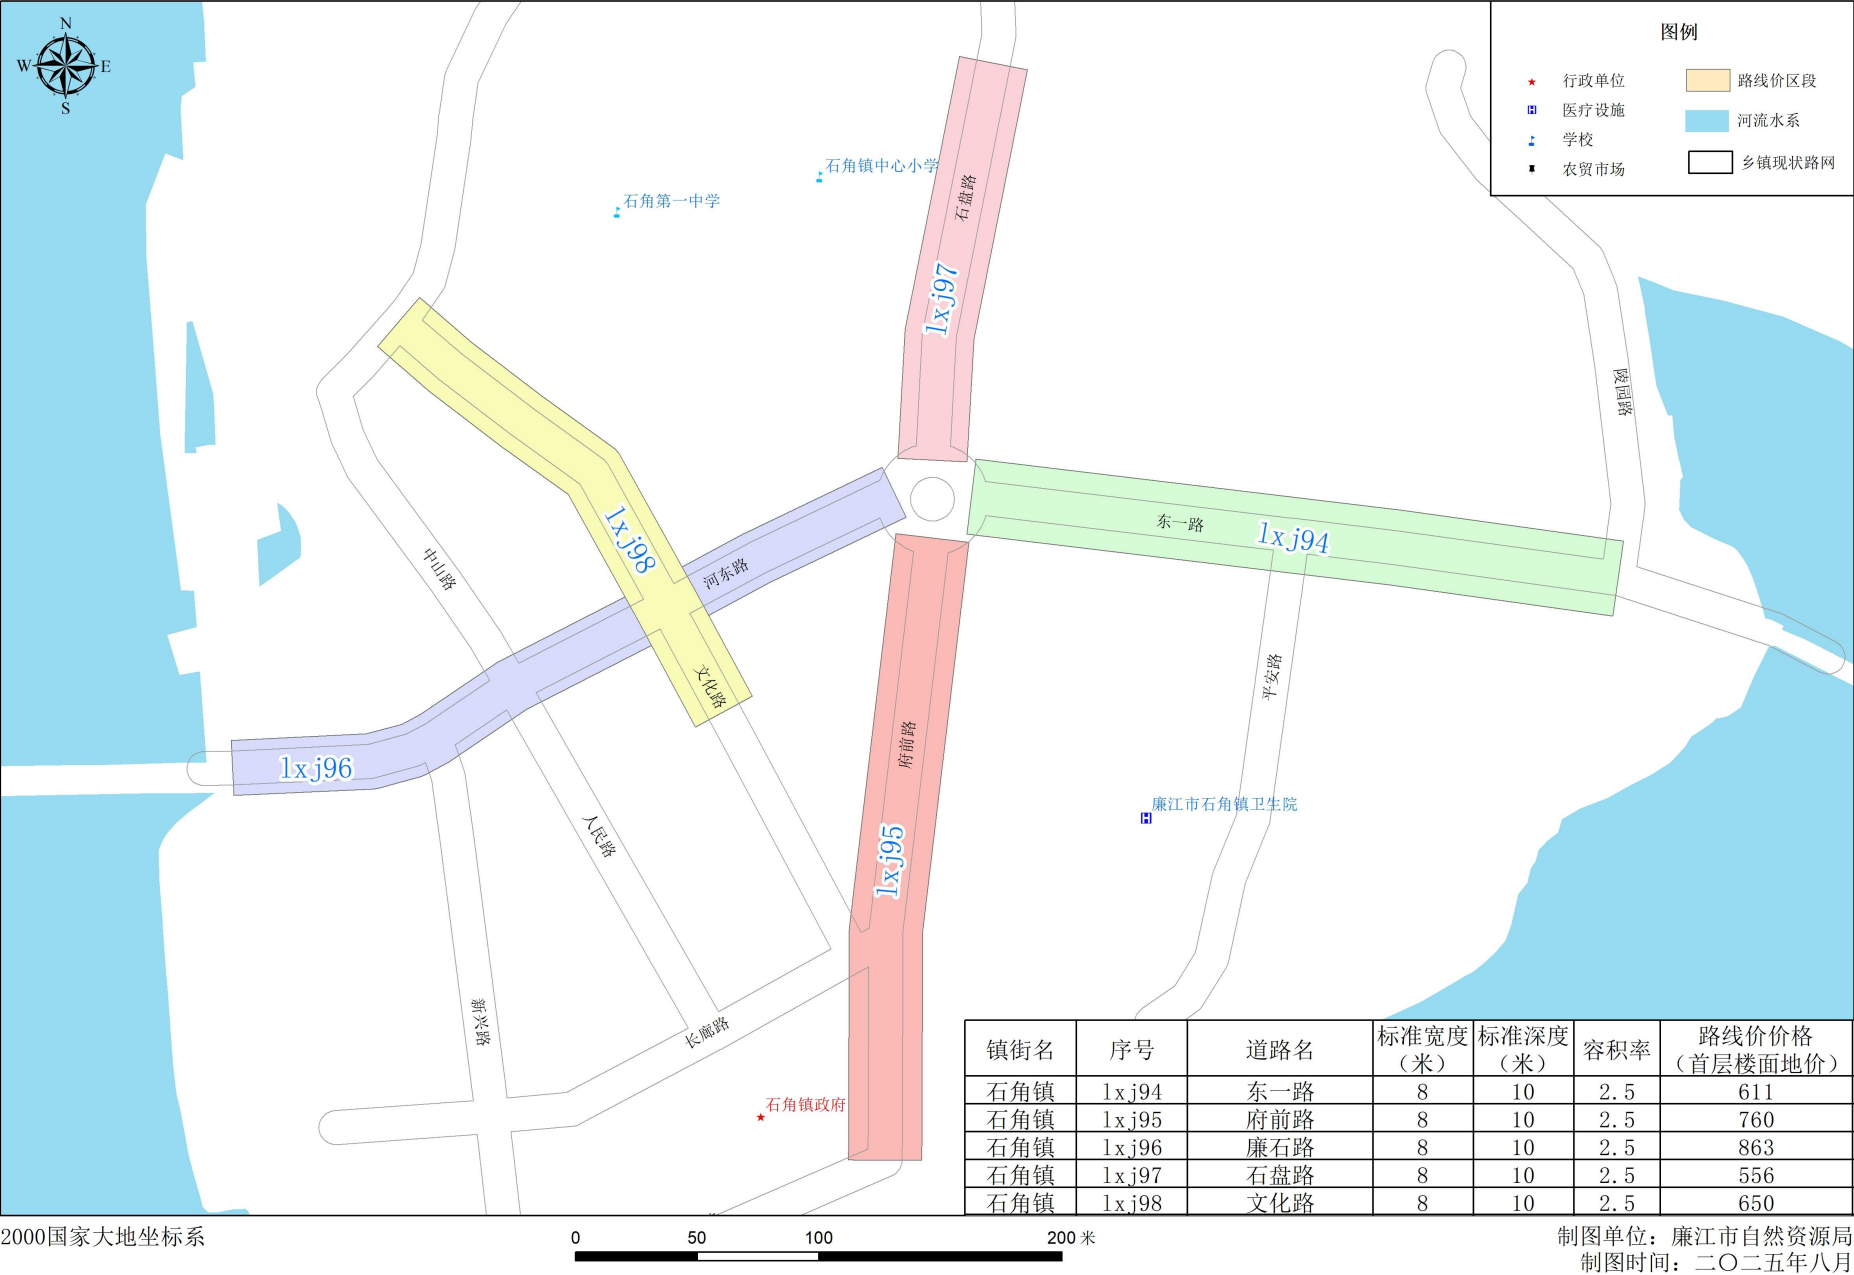 N
W E
S
图例
行政单位
路线价区段
医疗设施
河流水系
学校
乡镇现状路网
农贸市场
石角镇中心小学
石角第一中学
石盘路
lxj97
陵园路
lxj98
东一路
lxj94
中山路
河东路
文化路
平安路
府前路
lxj96
廉江市石角镇卫生院
人民路
lxj95
新兴路
长廊路
石角镇政府
镇街名 序号 道路名 标准宽度（米） 标准深度（米） 容积率 路线价价格（首层楼面地价）
石角镇 lxj94 东一路 8 10 2.5 611
石角镇 lxj95 府前路 8 10 2.5 760
石角镇 lxj96 廉石路 8 10 2.5 863
石角镇 lxj97 石盘路 8 10 2.5 556
石角镇 lxj98 文化路 8 10 2.5 650
2000国家大地坐标系
0 50 100 200 米
制图单位：廉江市自然资源局
制图时间：二〇二五年八月